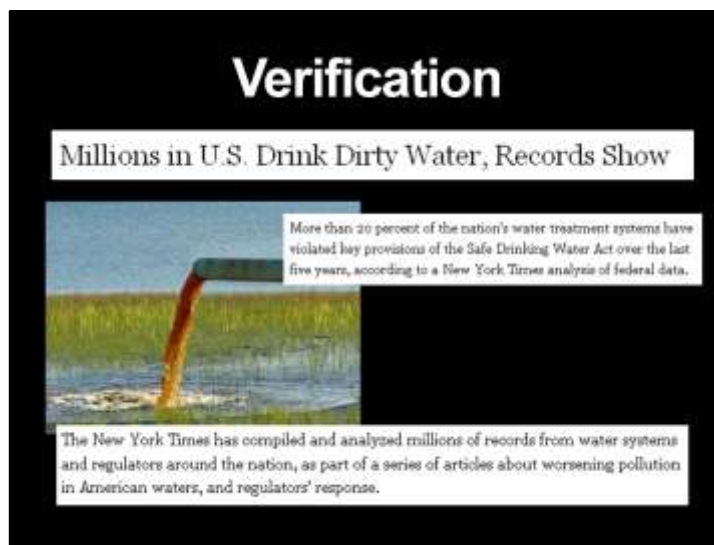 Verification
Millions in U.S. Drink Dirty Water, Records Show
More than 20 percent of the nation's water treatment systems have
violated key provisions of the Safe Drinking Water Act over the last
five years, according to a New York Times analysis of federal data.
The New York Times has compiled and analyzed millions of records from water systems
and regulators around the nation, as part of a series of articles about worsening pollution
in American waters, and regulators' response.